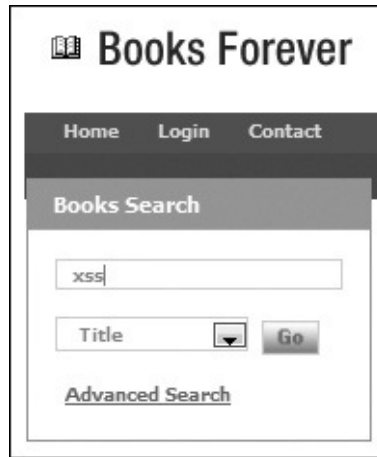 Books Forever
Home Login Contact
Books Search
xss
Title
Go
Advanced Search